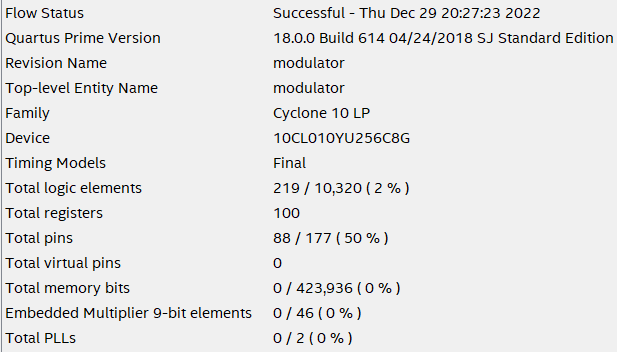 Flow Status Successful - Thu Dec 29 20:27:23 2022
Quartus Prime Version 18.0.0 Build 614 04/24/2018 SJ Standard Edition
Revision Name modulator
Top-level Entity Name modulator
Family Cyclone 10 LP
Device 10CL010YU256C8G
Timing Models Final
Total logic elements 219 / 10,320 ( 2 % )
Total registers 100
Total pins 88 / 177 ( 50 % )
Total virtual pins 0
Total memory bits 0 / 423,936 ( 0 % )
Embedded Multiplier 9-bit elements 0 / 46 ( 0 % )
Total PLLs 0 / 2 ( 0 % )